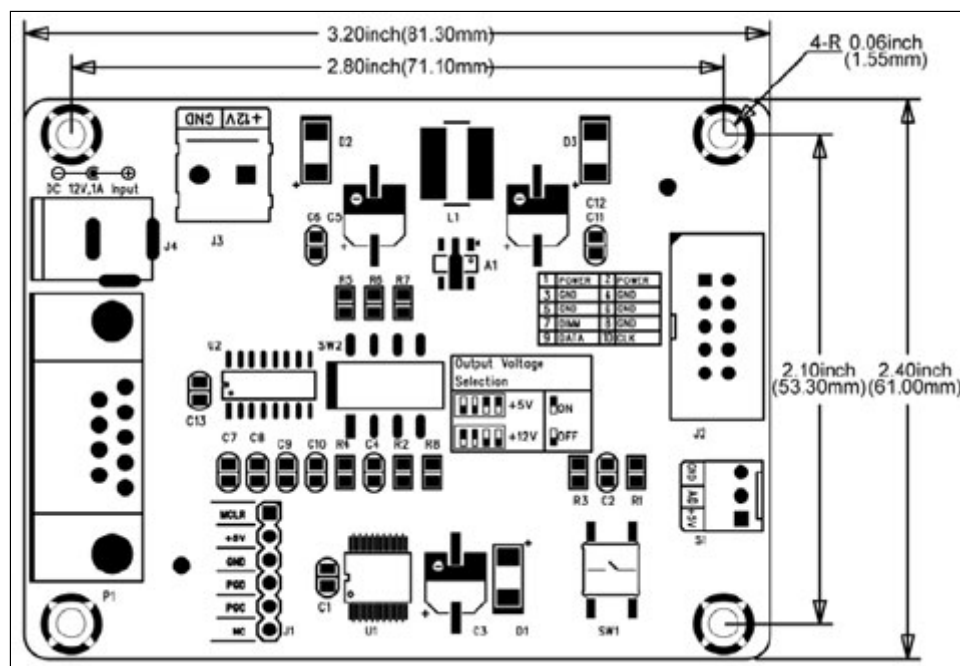 3.20inch(81.30mm)
2.80inch(71.10mm)
4-R 0.06inch
(1.55mm)
GND +12V
DC 12V,1A Input
J4
J3
D2
D3
L1
C6 C5
C12
C11
A1
R5 R6 R7
1 POWER 2 POWER
3 GND 4 GND
5 GND 6 GND
7 DIMM 8 GND
9 DATA 10 CLK
U2
SW2
Output Voltage
Selection
+5V
ON
+12V
OFF
2.10inch
(53.30mm)
2.40inch
(61.00mm)
J2
C13
C7 C8 C9 C10 R4 C4 R2 R8
R3 C2 R1
GND
A0
+5V
S1
MCLR
+5V
GND
PGD
PGC
NC
J1
P1
C1
U1
C3
D1
SW1